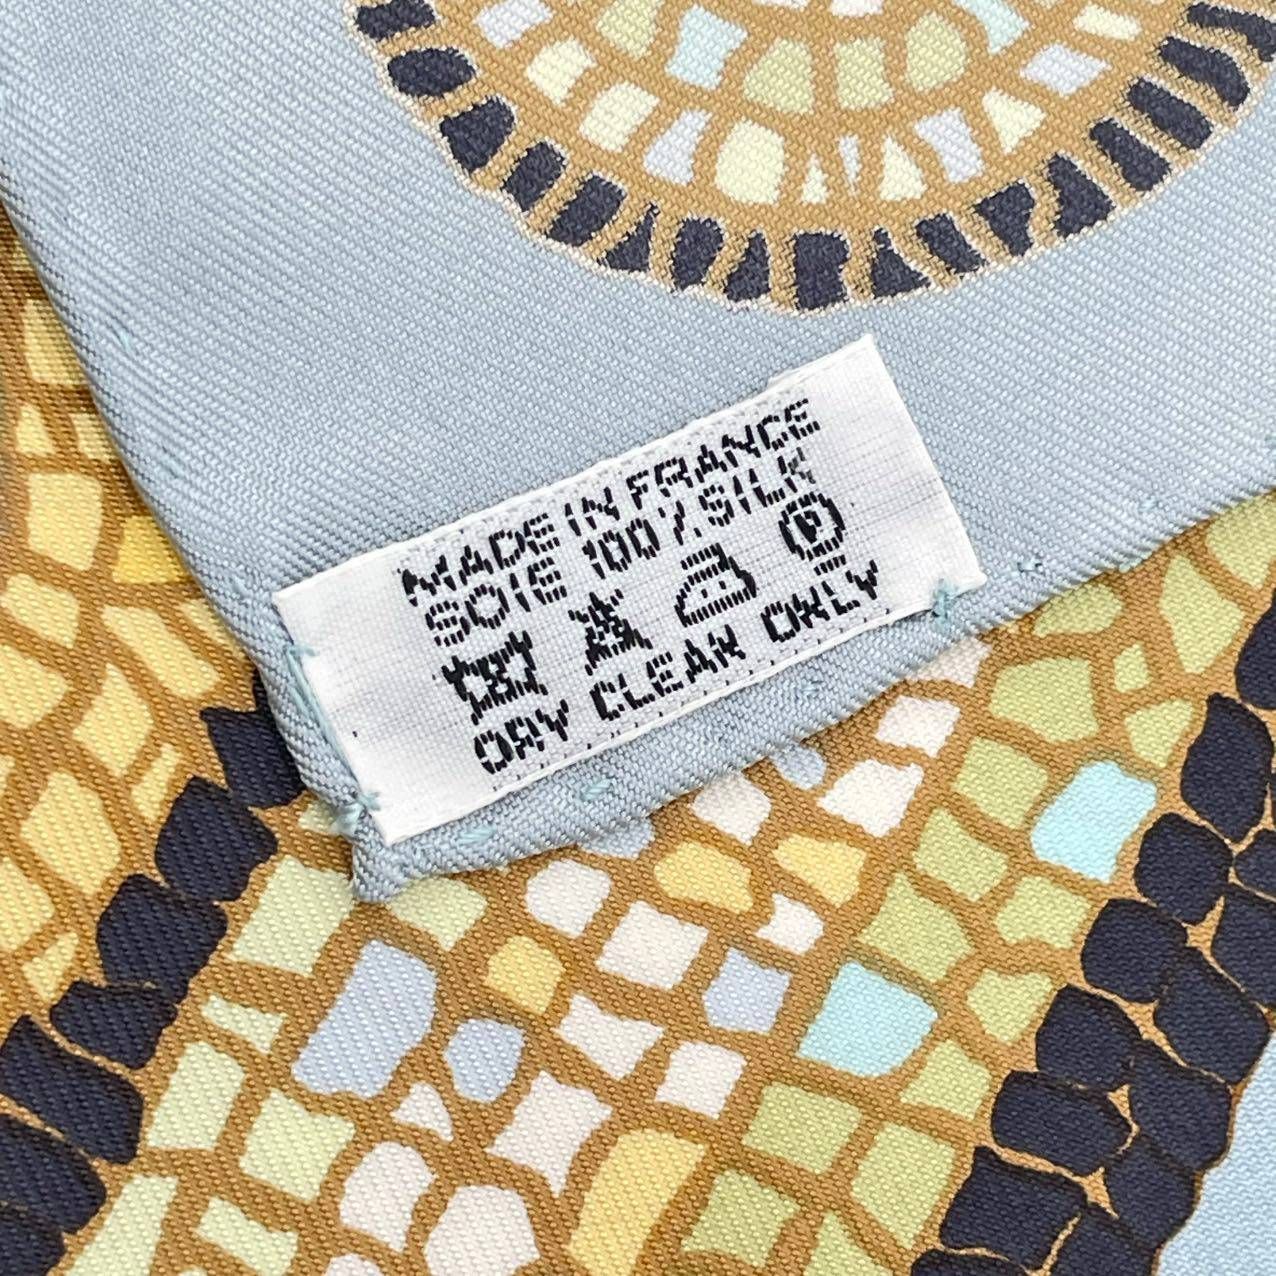 MADE IN FRANCE
SOIE 100% SILK
P
DRY CLEAN ONLY